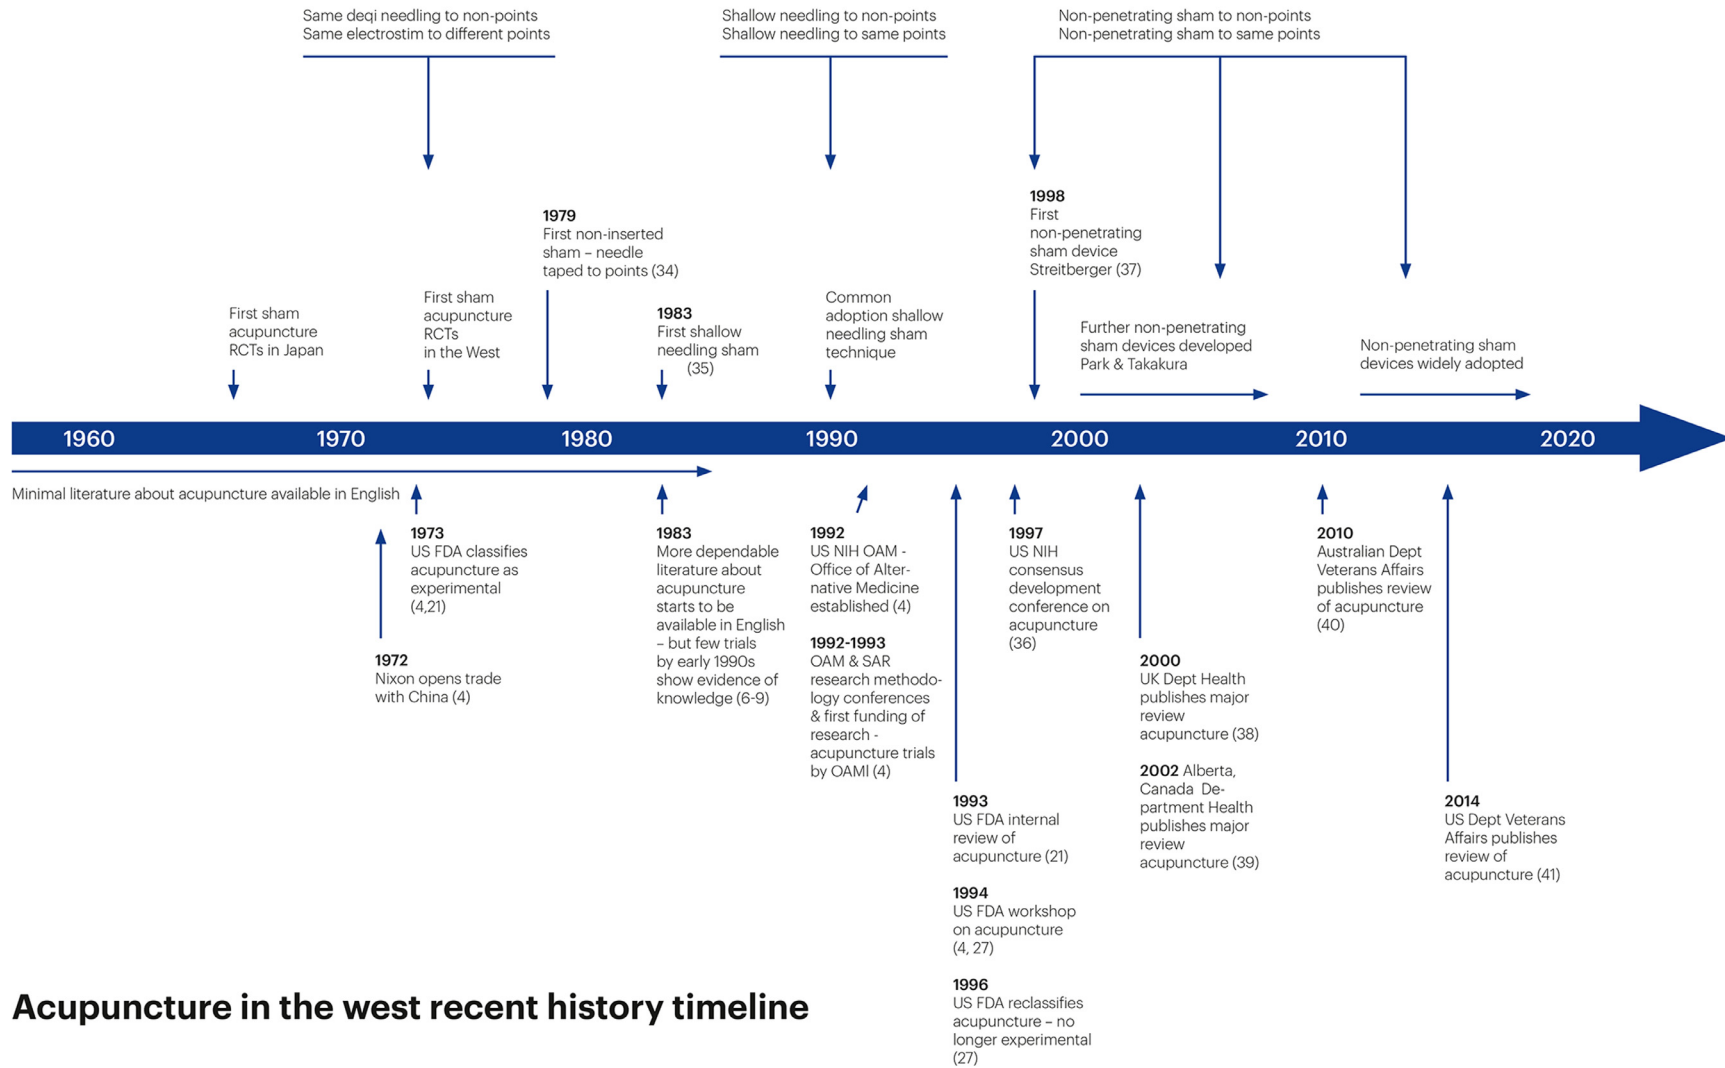 Same deqi needling to non-points
Same electrostim to different points
Shallow needling to non-points
Shallow needling to same points
Non-penetrating sham to non-points
Non-penetrating sham to same points
First sham
acupuncture
RCTs in Japan
First sham
acupuncture
RCTs
in the West
1979
First non-inserted
sham – needle
taped to points (34)
1983
First shallow
needling sham
(35)
Common
adoption shallow
needling sham
technique
1998
First
non-penetrating
sham device
Streitberger (37)
Further non-penetrating
sham devices developed
Park & Takakura
Non-penetrating sham
devices widely adopted
1960 1970 1980 1990 2000 2010 2020
Minimal literature about acupuncture available in English
1973
US FDA classifies
acupuncture as
experimental
(4,21)
1972
Nixon opens trade
with China (4)
1983
More dependable
literature about
acupuncture
starts to be
available in English
– but few trials
by early 1990s
show evidence of
knowledge (6-9)
1992
US NIH OAM -
Office of Alter-
native Medicine
established (4)
1992-1993
OAM & SAR
research methodo-
logy conferences
& first funding of
research -
acupuncture trials
by OAMI (4)
1993
US FDA internal
review of
acupuncture (21)
1994
US FDA workshop
on acupuncture
(4, 27)
1996
US FDA reclassifies
acupuncture – no
longer experimental
(27)
1997
US NIH
consensus
development
conference on
acupuncture
(36)
2000
UK Dept Health
publishes major
review
acupuncture (38)
2002 Alberta,
Canada De-
partment Health
publishes major
review
acupuncture (39)
2010
Australian Dept
Veterans Affairs
publishes review
of acupuncture
(40)
2014
US Dept Veterans
Affairs publishes
review of
acupuncture (41)
Acupuncture in the west recent history timeline